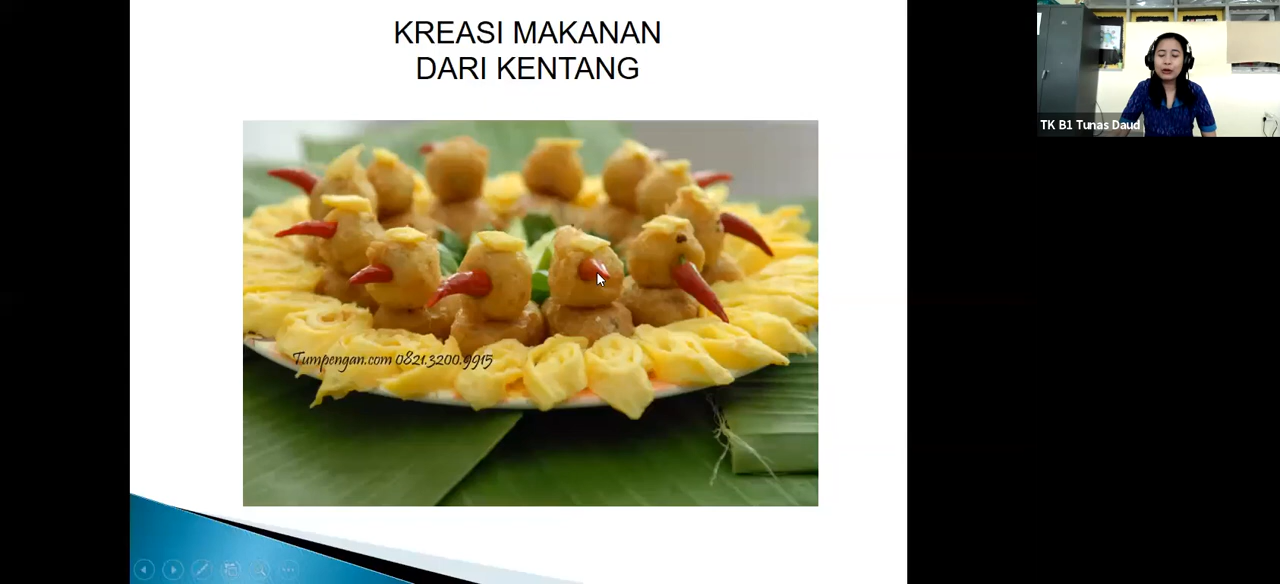 KREASI MAKANAN
DARI KENTANG
TK B1 Tunas Daud
Tumpengan.com 0821.3200.9915